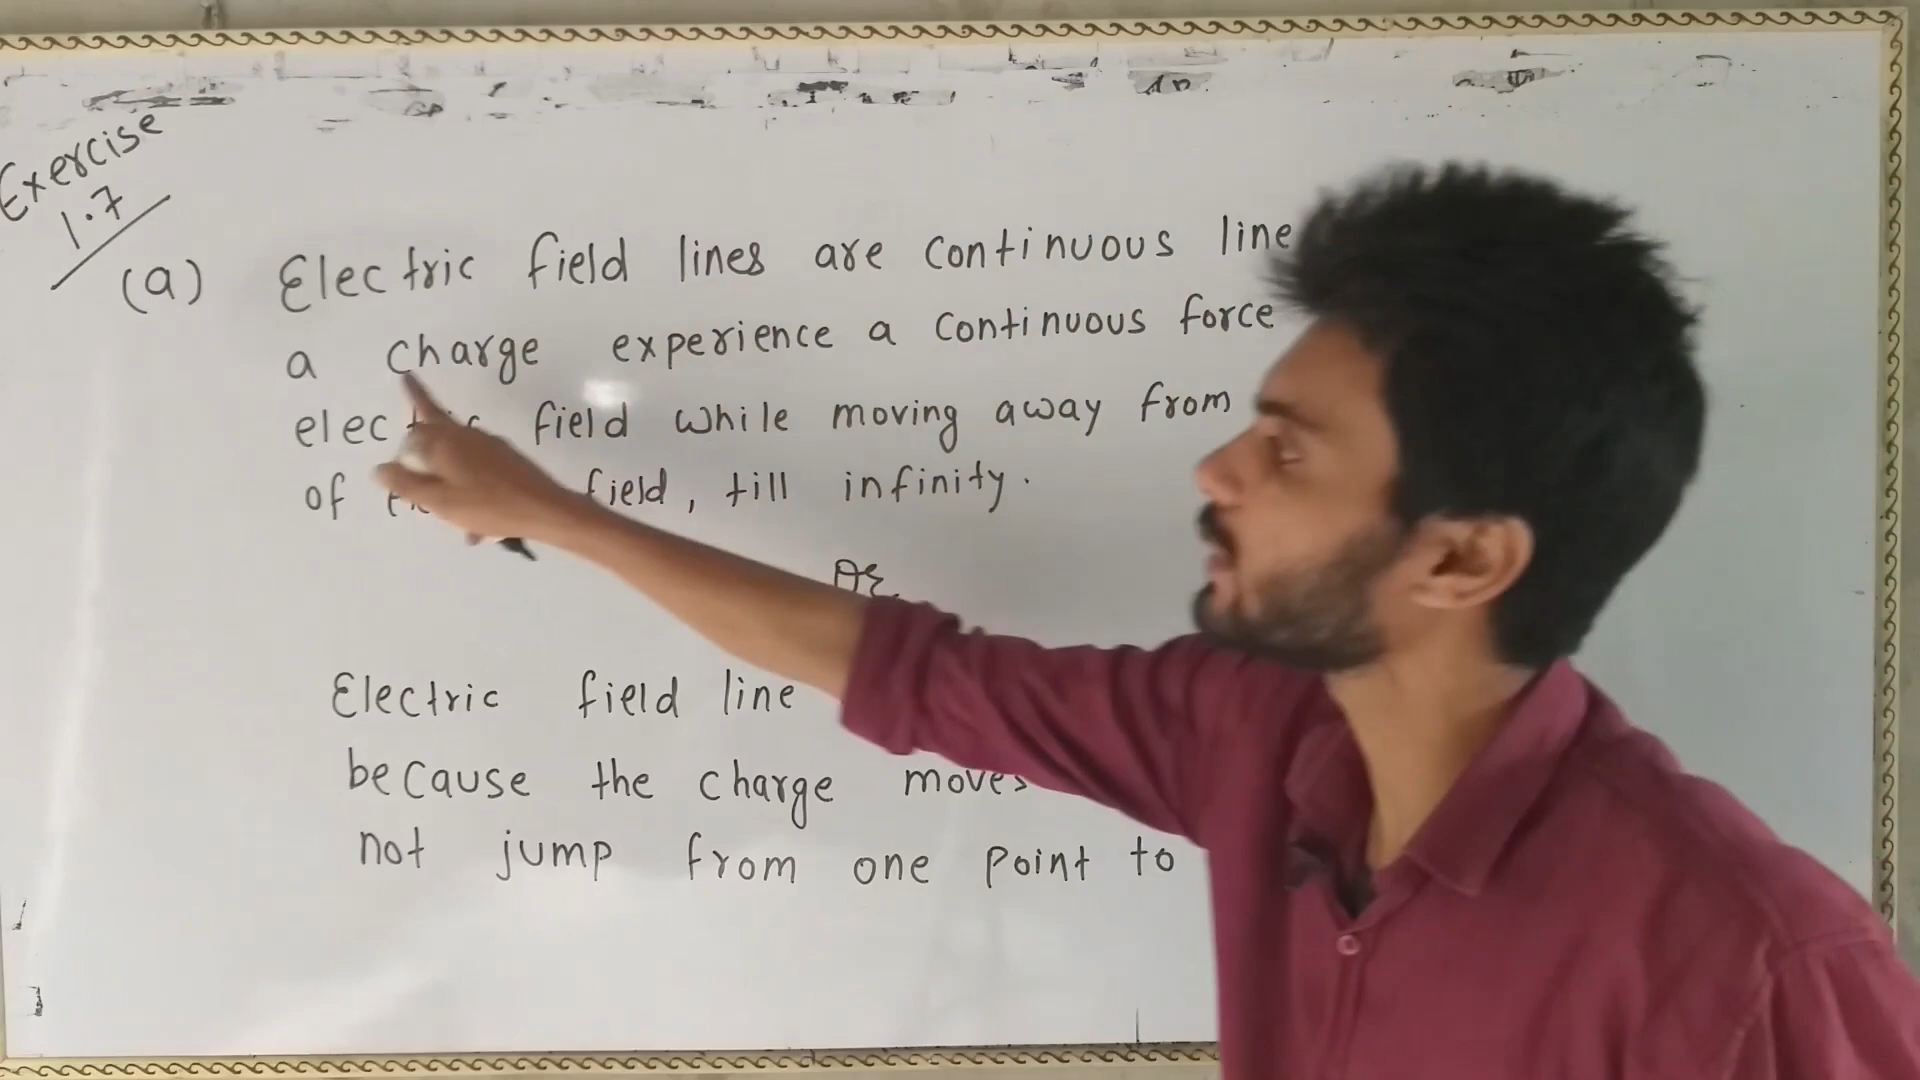 Exercise
1.7
(a) Electric field lines are continuous line
a charge experience a continuous force
electric field while moving away from
of field, till infinity.
OR
Electric field line
because the charge moves
not jump from one point to